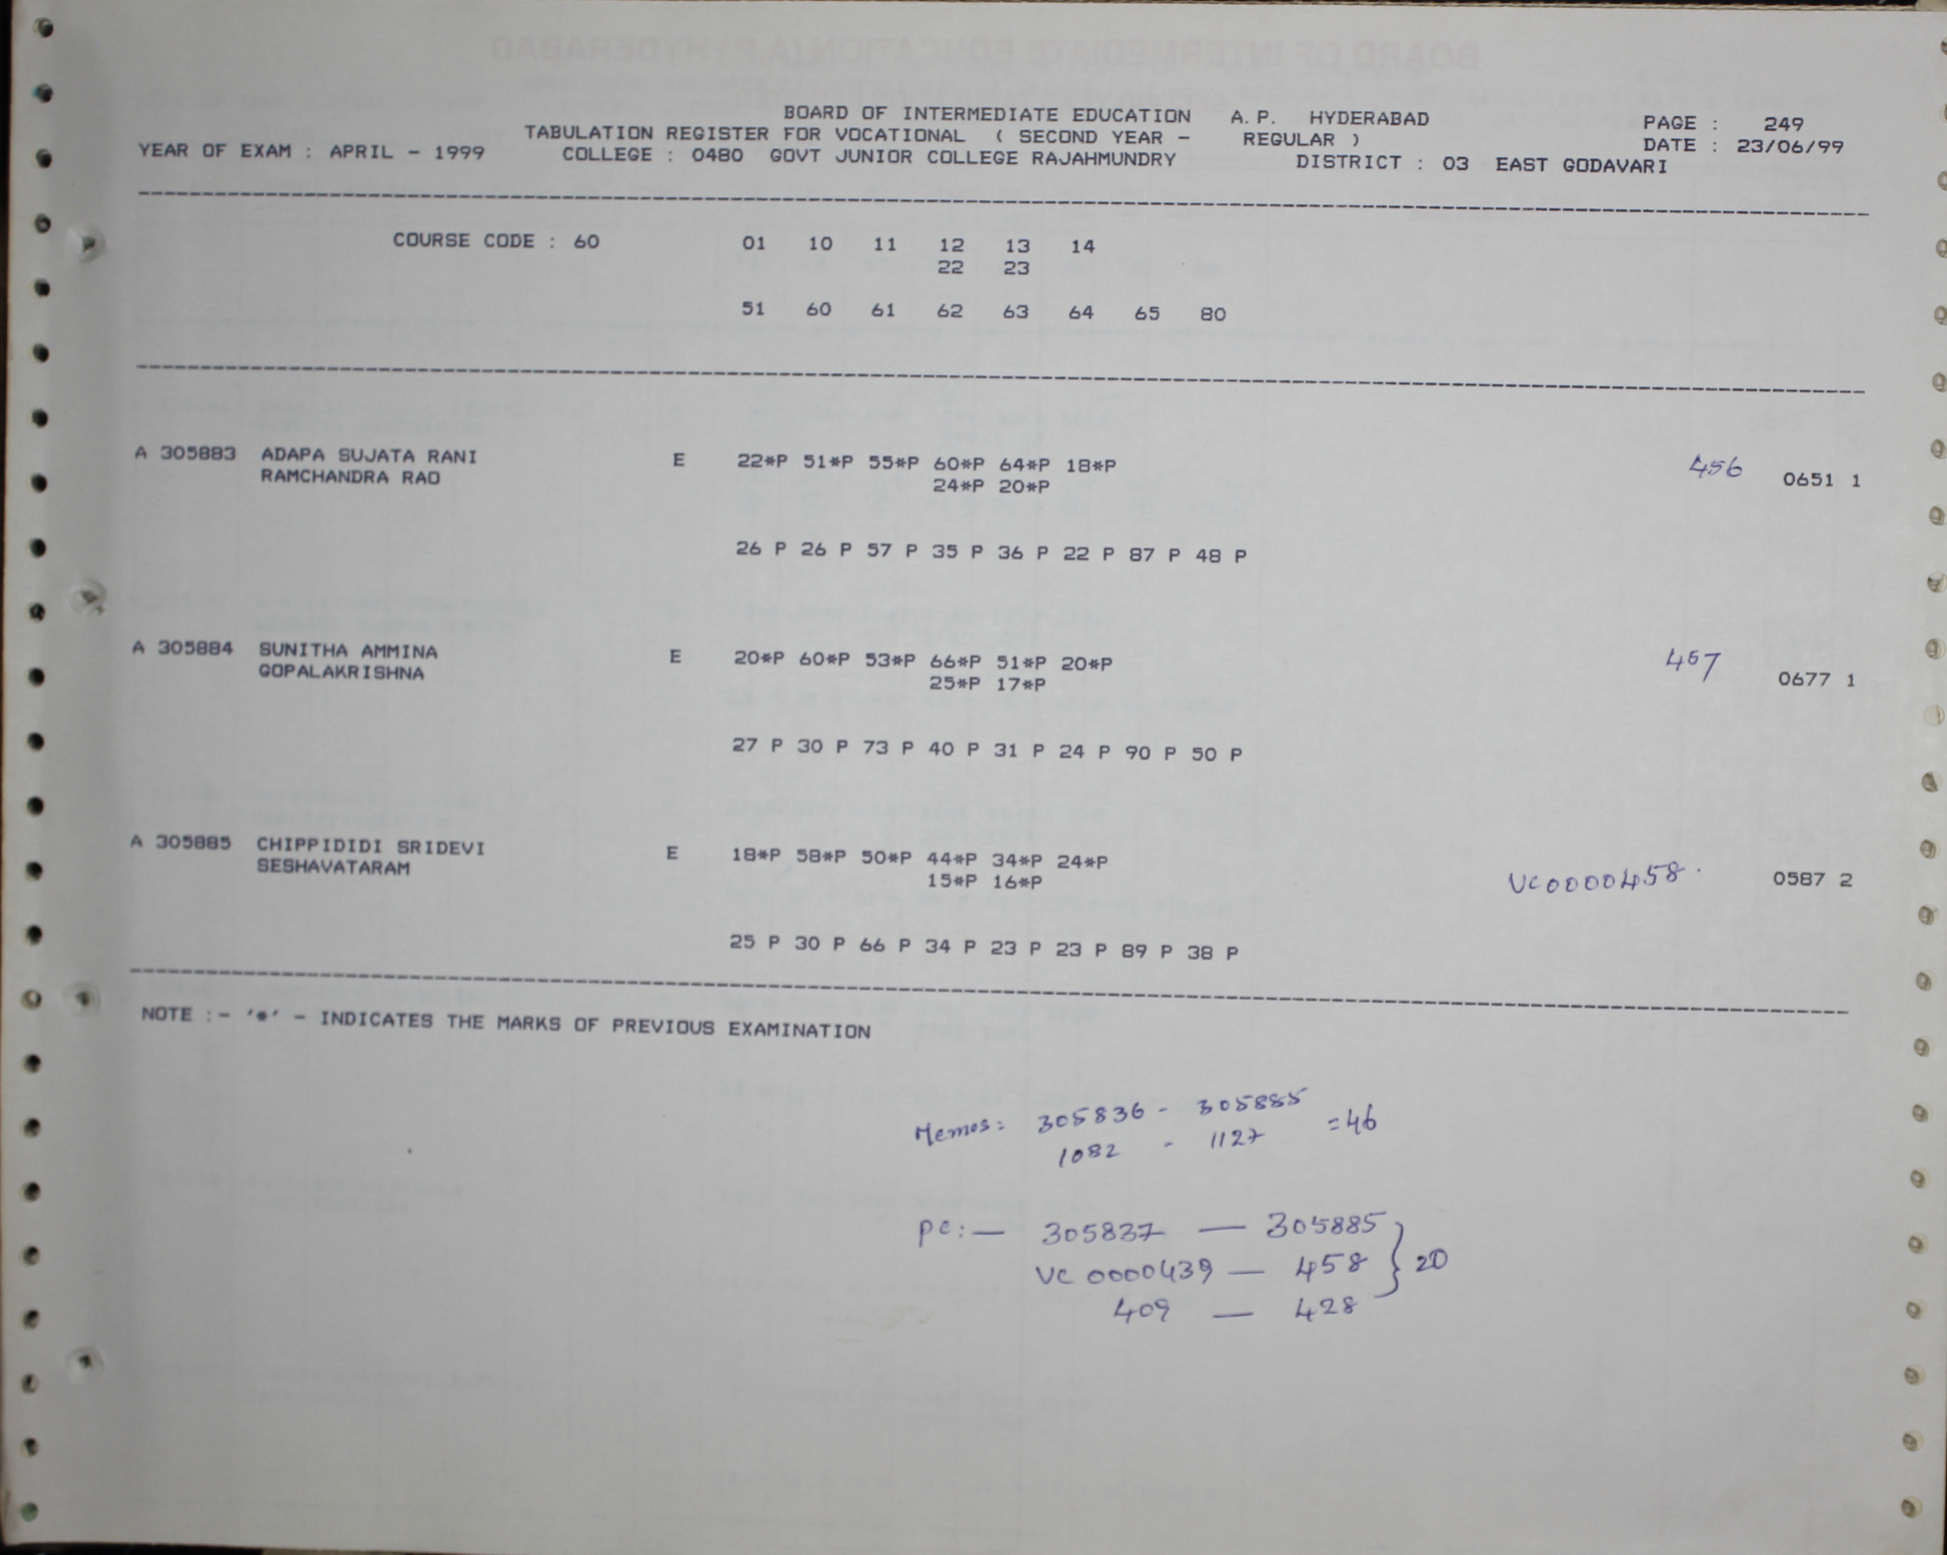 BOARD OF INTERMEDIATE EDUCATION A.P. HYDERABAD
TABULATION REGISTER FOR VOCATIONAL ( SECOND YEAR - REGULAR ) PAGE : 249
YEAR OF EXAM : APRIL - 1999 COLLEGE : 0480 GOVT JUNIOR COLLEGE RAJAHMUNDRY DISTRICT : 03 EAST GODAVARI DATE : 23/06/99
COURSE CODE : 60 01 10 11 12 13 14
22 23
51 60 61 62 63 64 65 80
A 305883 ADAPA SUJATA RANI E 22*P 51*P 55*P 60*P 64*P 18*P 456 0651 1
RAMCHANDRA RAO 24*P 20*P
26 P 26 P 57 P 35 P 36 P 22 P 87 P 48 P
A 305884 SUNITHA AMMINA E 20*P 60*P 53*P 66*P 51*P 20*P 457 0677 1
GOPALAKRISHNA 25*P 17*P
27 P 30 P 73 P 40 P 31 P 24 P 90 P 50 P
A 305885 CHIPPIDIDI SRIDEVI E 18*P 58*P 50*P 44*P 34*P 24*P VC0000458. 0587 2
SESHAVATARAM 15*P 16*P
25 P 30 P 66 P 34 P 23 P 23 P 89 P 38 P
NOTE :- '*' - INDICATES THE MARKS OF PREVIOUS EXAMINATION
Memos: 305836 - 305885
1082 - 1127 =46
PC:— 305837 — 305885
VC 0000439 — 458 } 20
409 — 428